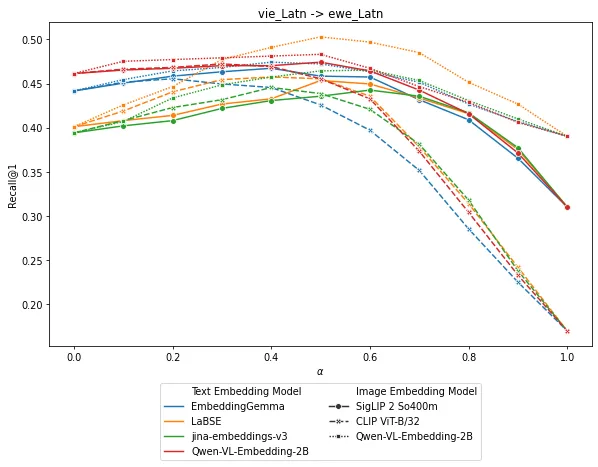 vie_Latn -> ewe_Latn
Recall@1
0.50
0.45
0.40
0.35
0.30
0.25
0.20
0.0 0.2 0.4 0.6 0.8 1.0
α
Text Embedding Model Image Embedding Model
EmbeddingGemma SigLIP 2 So400m
LaBSE CLIP ViT-B/32
jina-embeddings-v3 Qwen-VL-Embedding-2B
Qwen-VL-Embedding-2B